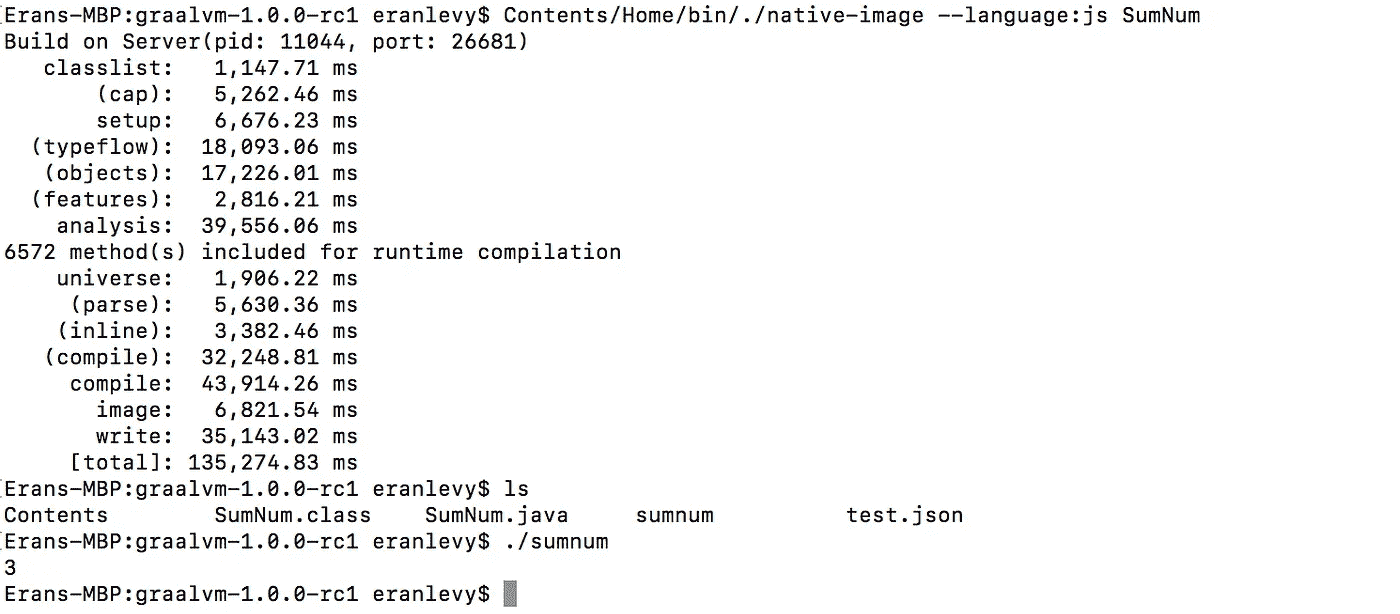 Erans-MBP:graalvm-1.0.0-rc1 eranlevy$ Contents/Home/bin/./native-image --language:js SumNum
Build on Server(pid: 11044, port: 26681)
   classlist:   1,147.71 ms
       (cap):   5,262.46 ms
       setup:   6,676.23 ms
  (typeflow):  18,093.06 ms
   (objects):  17,226.01 ms
  (features):   2,816.21 ms
    analysis:  39,556.06 ms
6572 method(s) included for runtime compilation
    universe:   1,906.22 ms
     (parse):   5,630.36 ms
    (inline):   3,382.46 ms
   (compile):  32,248.81 ms
     compile:  43,914.26 ms
       image:   6,821.54 ms
       write:  35,143.02 ms
     [total]: 135,274.83 ms
Erans-MBP:graalvm-1.0.0-rc1 eranlevy$ ls
Contents        SumNum.class    SumNum.java     sumnum          test.json
Erans-MBP:graalvm-1.0.0-rc1 eranlevy$ ./sumnum
3
Erans-MBP:graalvm-1.0.0-rc1 eranlevy$